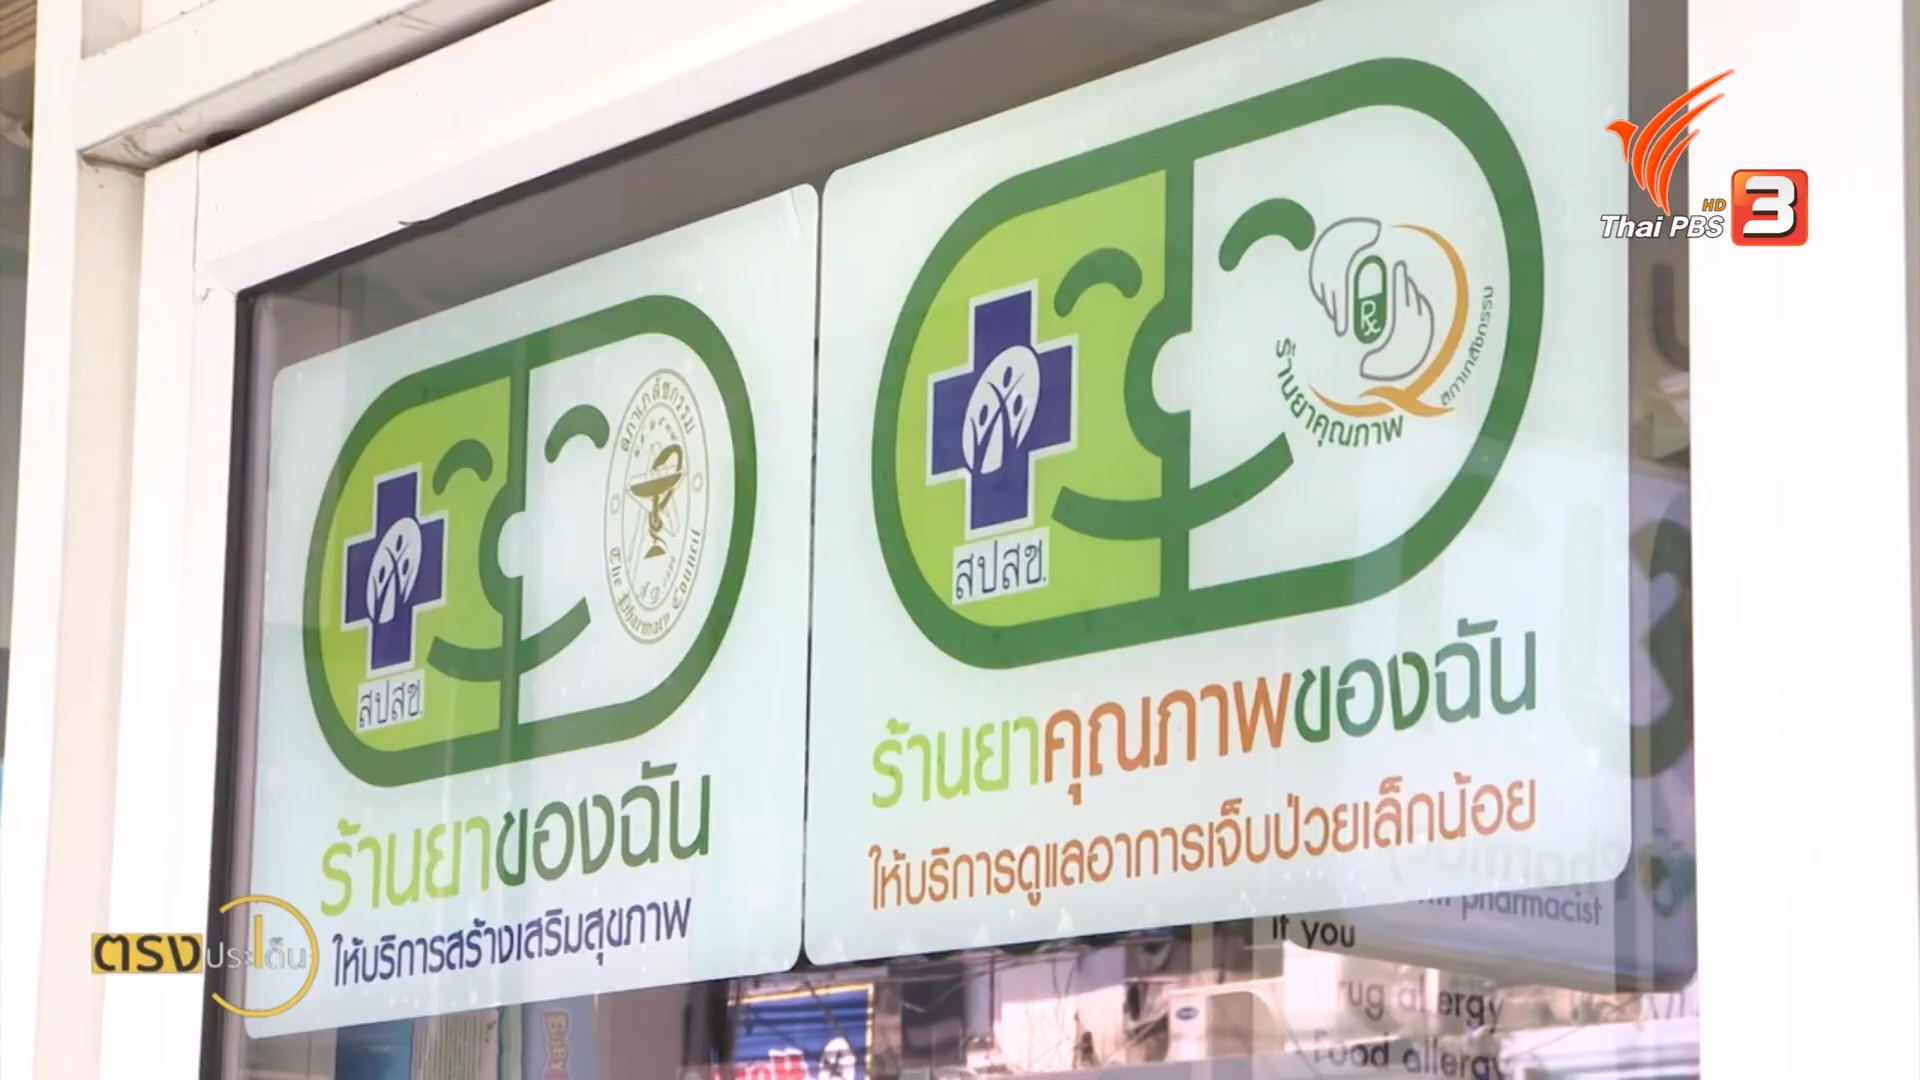 Thai PBS
HD
3
สภาเภสัชกรรม
The Pharmacy Council
สปสช.
ร้านยาของฉัน
ให้บริการสร้างเสริมสุขภาพ
Rx
ร้านยาคุณภาพ
สภาเภสัชกรรม
สปสช.
ร้านยาคุณภาพของฉัน
ให้บริการดูแลอาการเจ็บป่วยเล็กน้อย
pharmacist
If you
Drug allergy
Food allergy
ตรงประเด็น